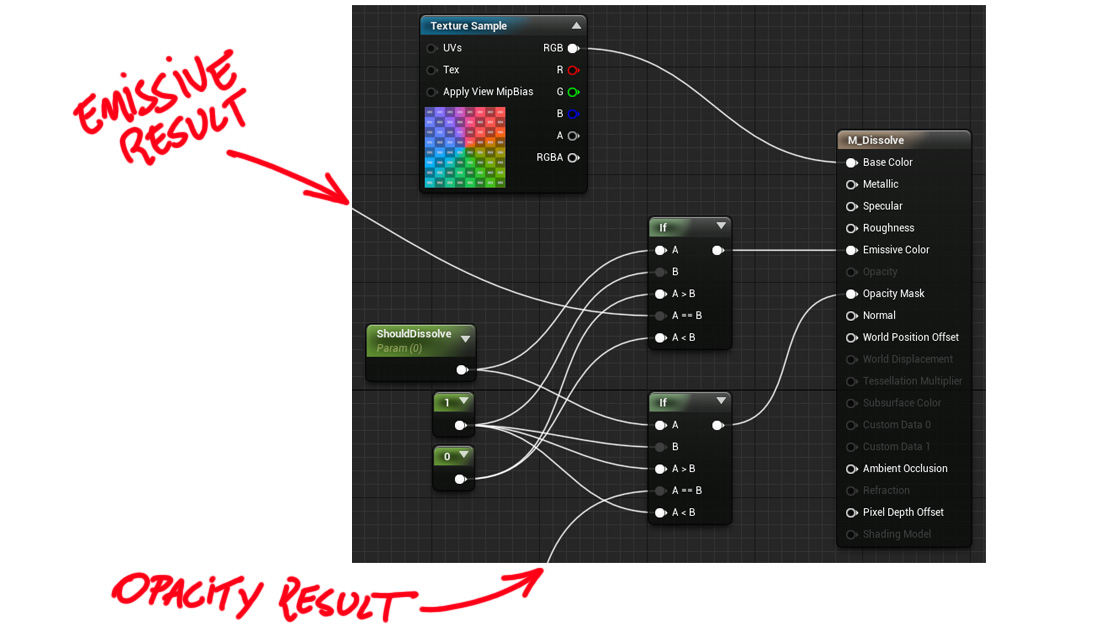 EMISSIVE
RESULT
Texture Sample
UVs
RGB
Tex
R
Apply View MipBias
G
B
A
RGBA
M_Dissolve
Base Color
Metallic
Specular
Roughness
Emissive Color
Opacity
Opacity Mask
Normal
World Position Offset
World Displacement
Tessellation Multiplier
Subsurface Color
Custom Data 0
Custom Data 1
Ambient Occlusion
Refraction
Pixel Depth Offset
Shading Model
If
A
B
A > B
A == B
A < B
ShouldDissolve
Param (0)
1
0
If
A
B
A > B
A == B
A < B
OPACITY RESULT